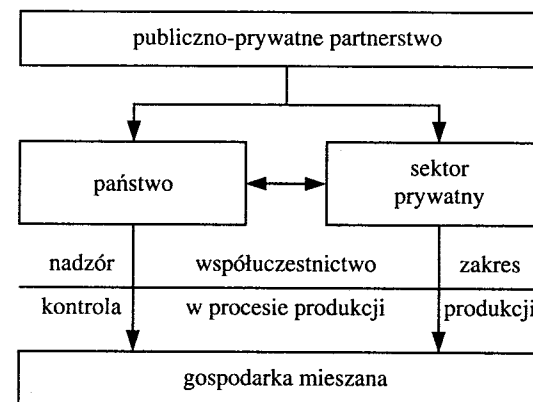 publiczno-prywatne partnerstwo
państwo
sektor
prywatny
nadzór współuczestnictwo zakres
kontrola w procesie produkcji produkcji
gospodarka mieszana